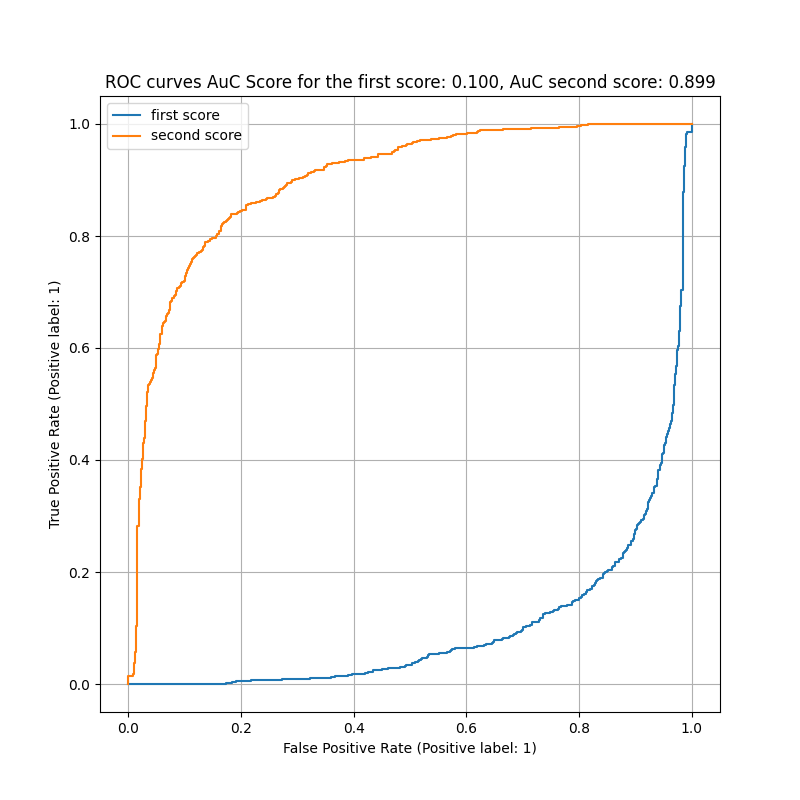 ROC curves AuC Score for the first score: 0.100, AuC second score: 0.899
first score
second score
1.0
0.8
0.6
0.4
0.2
0.0
True Positive Rate (Positive label: 1)
0.0 0.2 0.4 0.6 0.8 1.0
False Positive Rate (Positive label: 1)